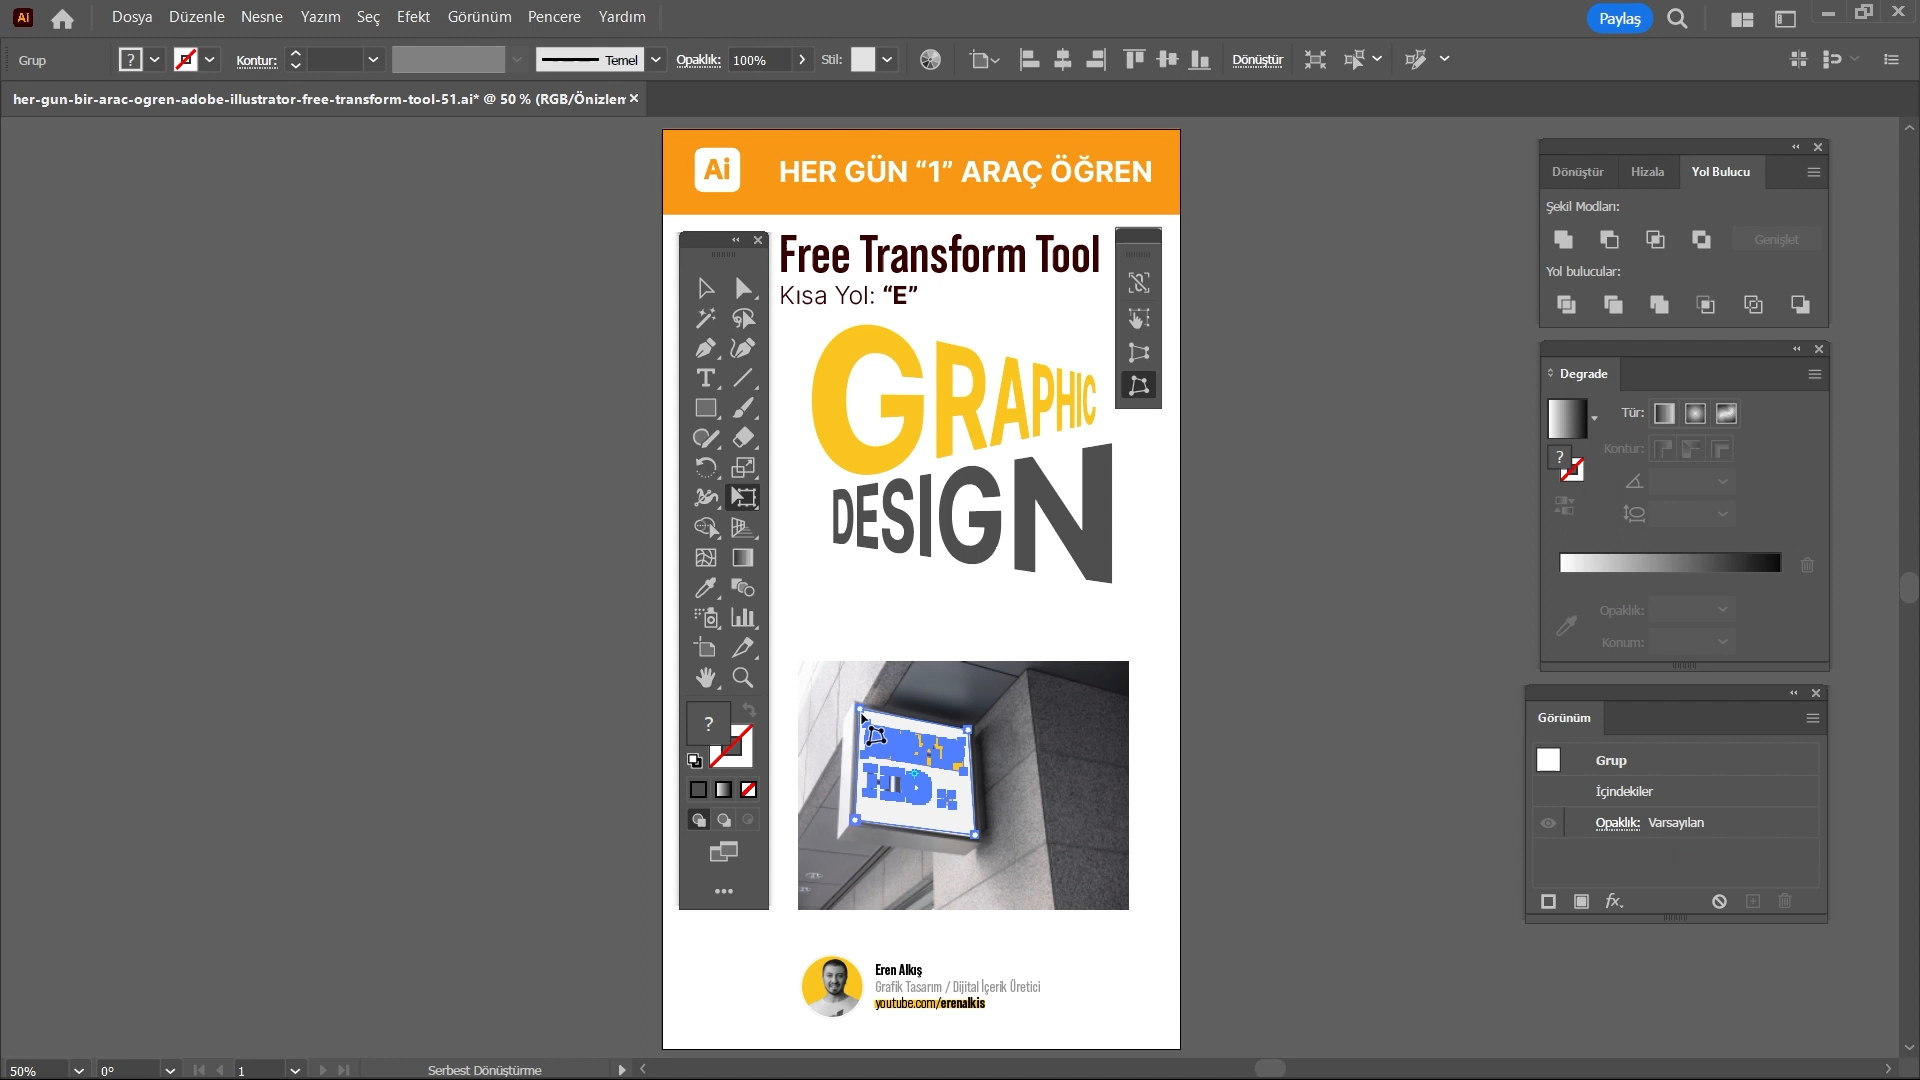 Ai
Dosya Düzenle Nesne Yazım Seç Efekt Görünüm Pencere Yardım
Paylaş
Grup
?
Kontur:
Temel
Opaklık: 100%
Stil:
Dönüştür
her-gun-bir-arac-ogren-adobe-illustrator-free-transform-tool-51.ai* @ 50 % (RGB/Önizlem
Ai HER GÜN “1” ARAÇ ÖĞREN
Free Transform Tool
Kısa Yol: “E”
GRAPHIC
DESIGN
?
Eren Alkış
Grafik Tasarım / Dijital İçerik Üretici
youtube.com/erenalkis
Dönüştür Hizala Yol Bulucu
Şekil Modları:
Genişlet
Yol bulucular:
Degrade
Tür:
Kontur:
?
Opaklık:
Konum:
Görünüm
Grup
İçindekiler
Opaklık: Varsayılan
fx
50% 0° 1 Serbest Dönüştürme